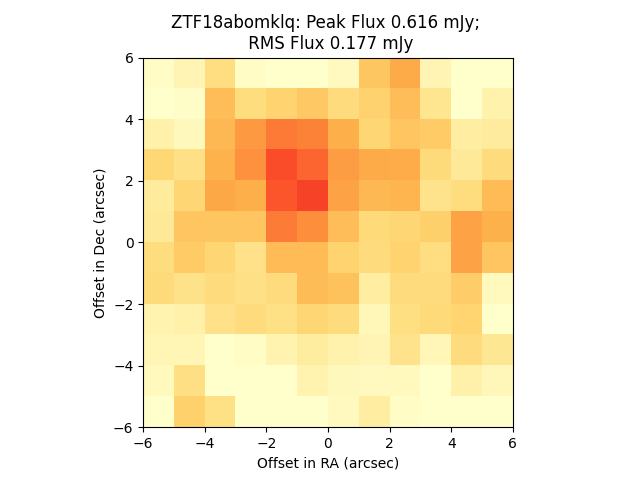 ZTF18abomklq: Peak Flux 0.616 mJy;
RMS Flux 0.177 mJy
6
4
2
0
−2
−4
−6
Offset in Dec (arcsec)
−6 −4 −2 0 2 4 6
Offset in RA (arcsec)